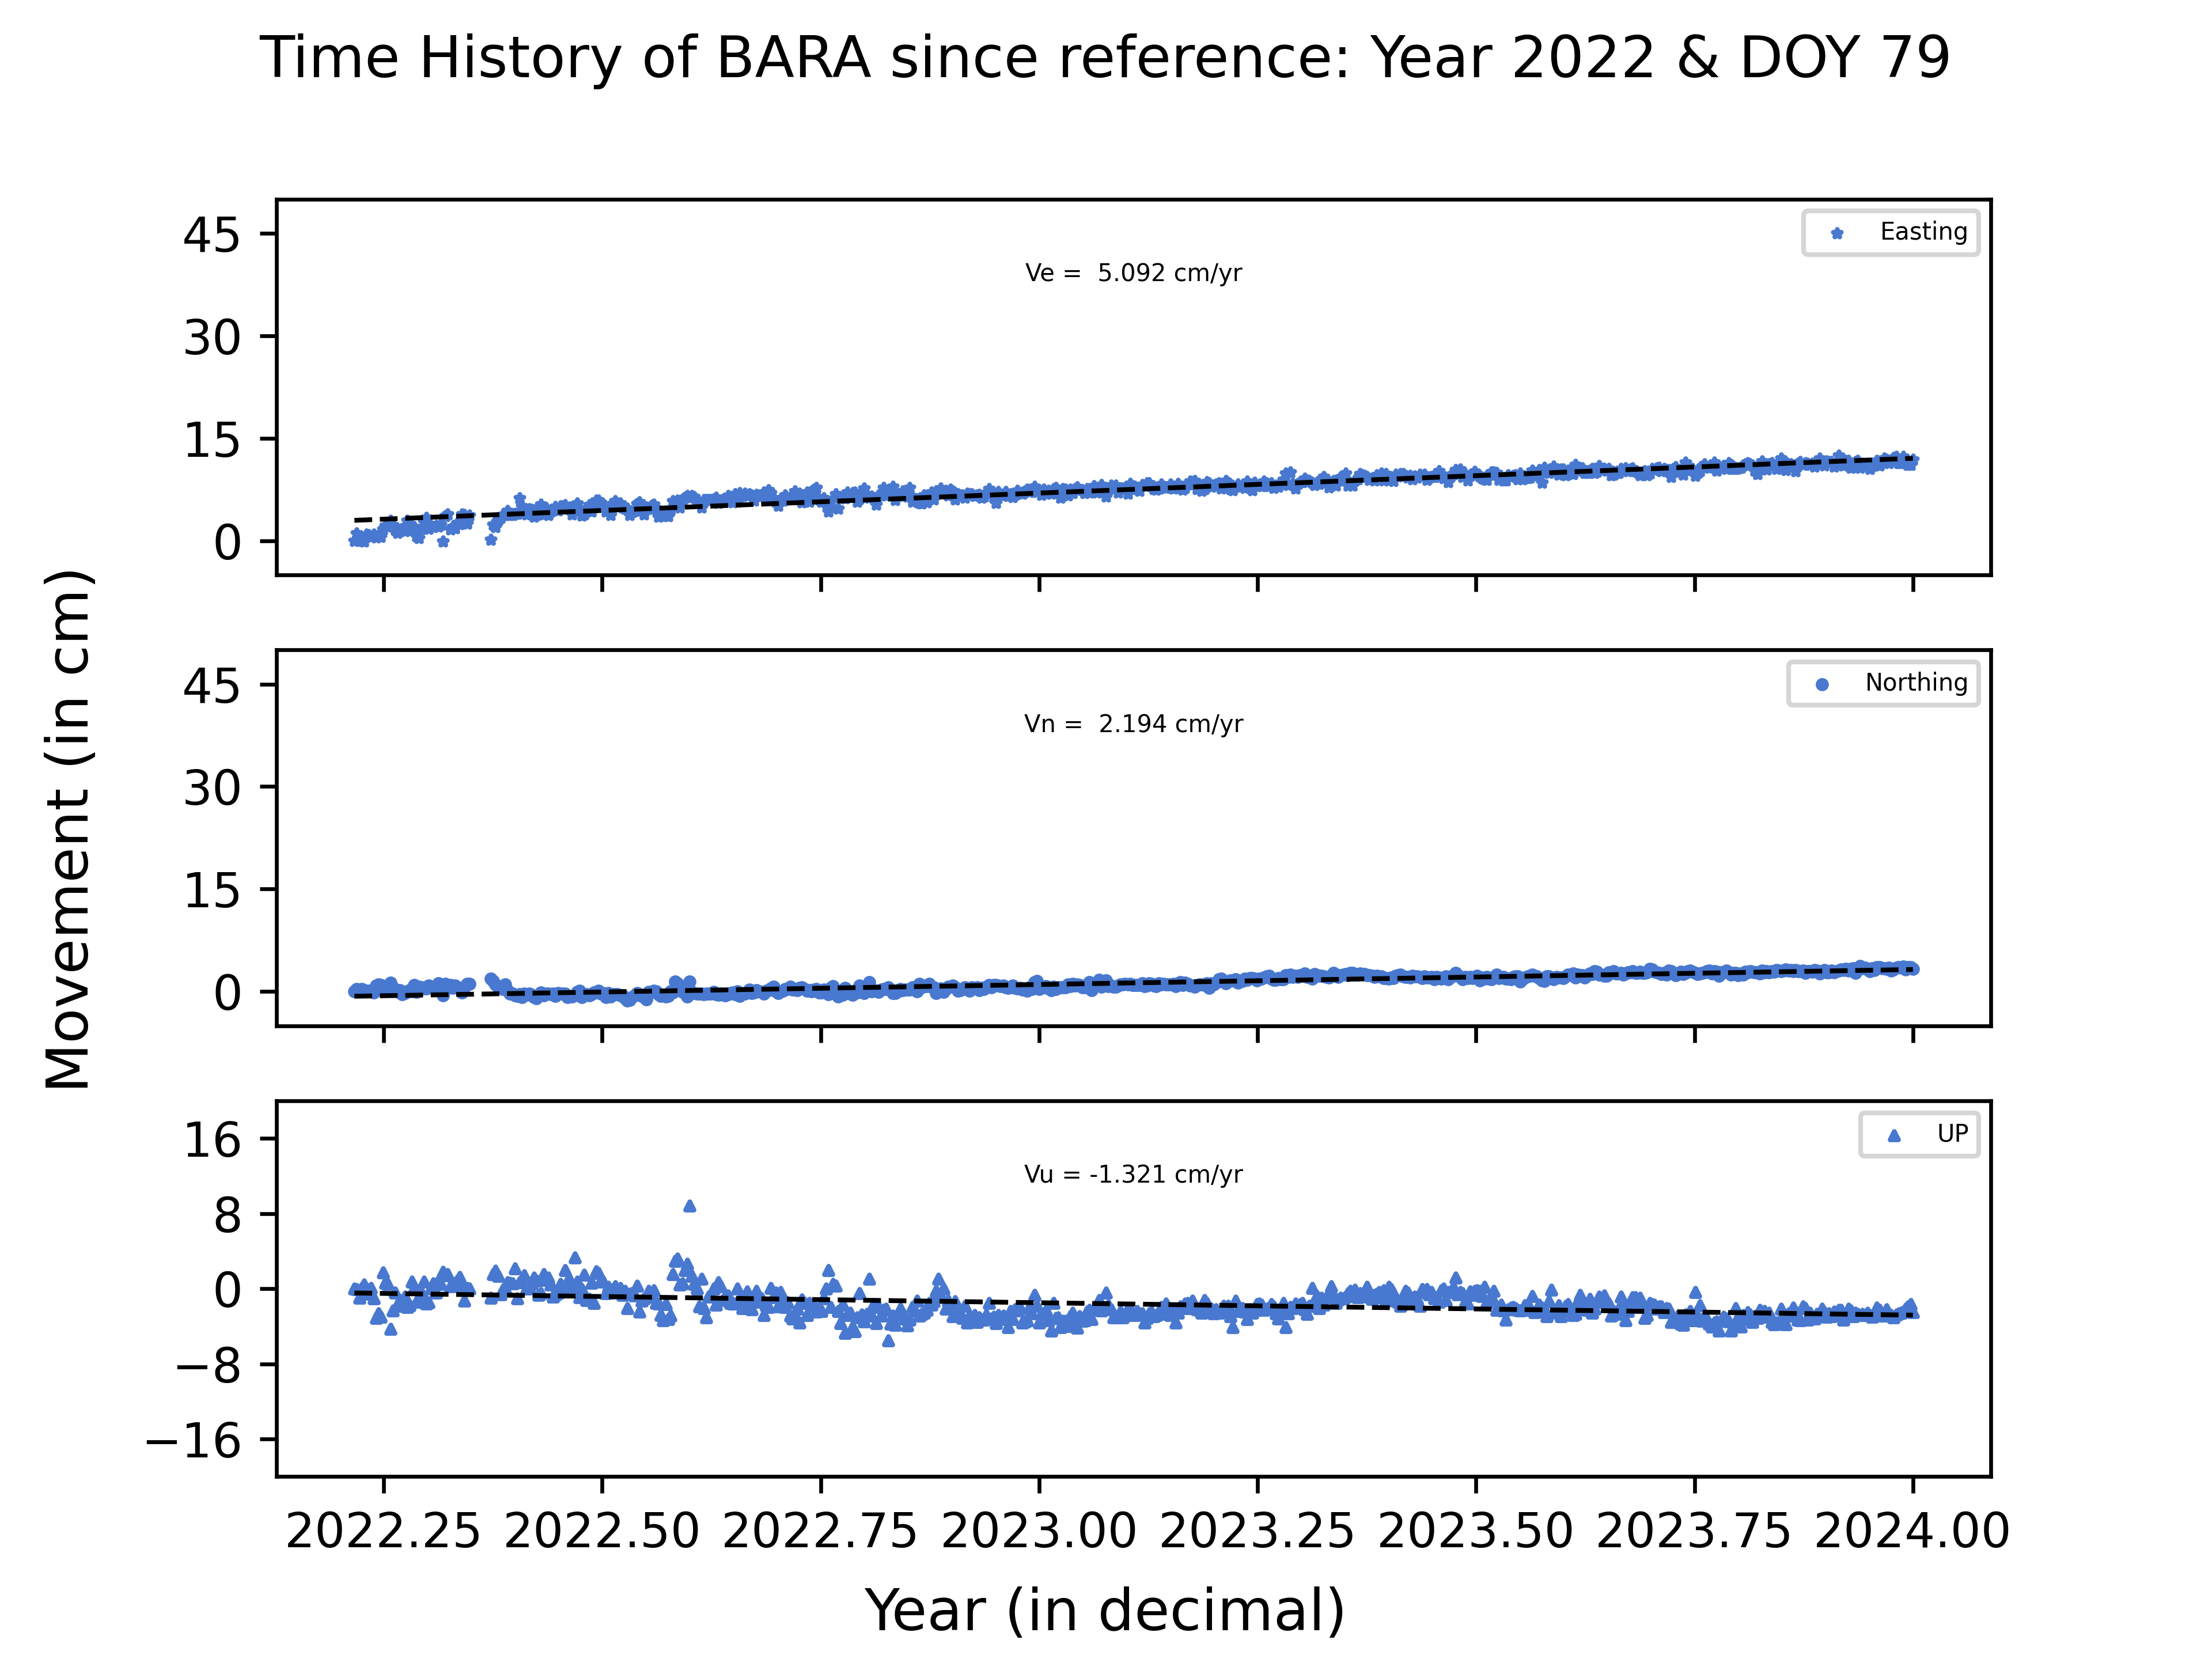 Time History of BARA since reference: Year 2022 & DOY 79
45
30
15
0
Easting
Ve =  5.092 cm/yr
Movement (in cm)
45
30
15
0
Northing
Vn =  2.194 cm/yr
16
8
0
−8
−16
UP
Vu = -1.321 cm/yr
2022.25 2022.50 2022.75 2023.00 2023.25 2023.50 2023.75 2024.00
Year (in decimal)